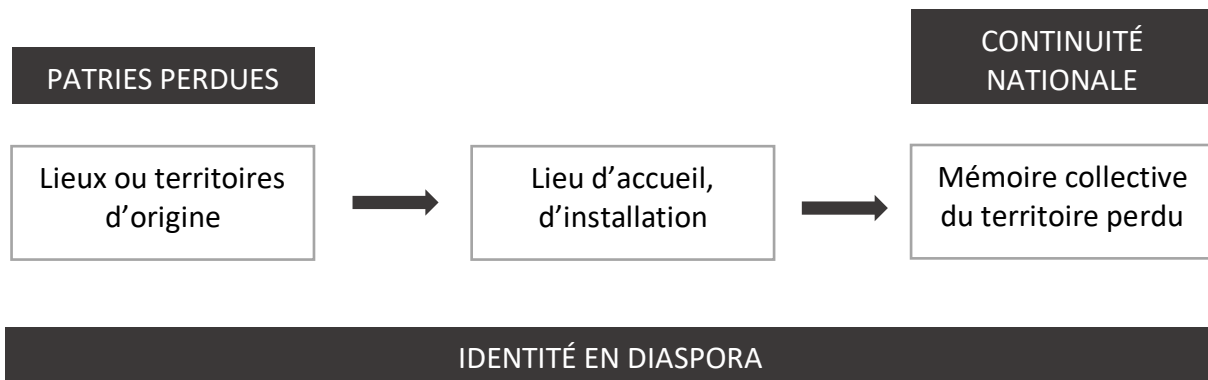 PATRIES PERDUES
CONTINUITÉ
NATIONALE
Lieux ou territoires
d’origine
Lieu d’accueil,
d’installation
Mémoire collective
du territoire perdu
IDENTITÉ EN DIASPORA